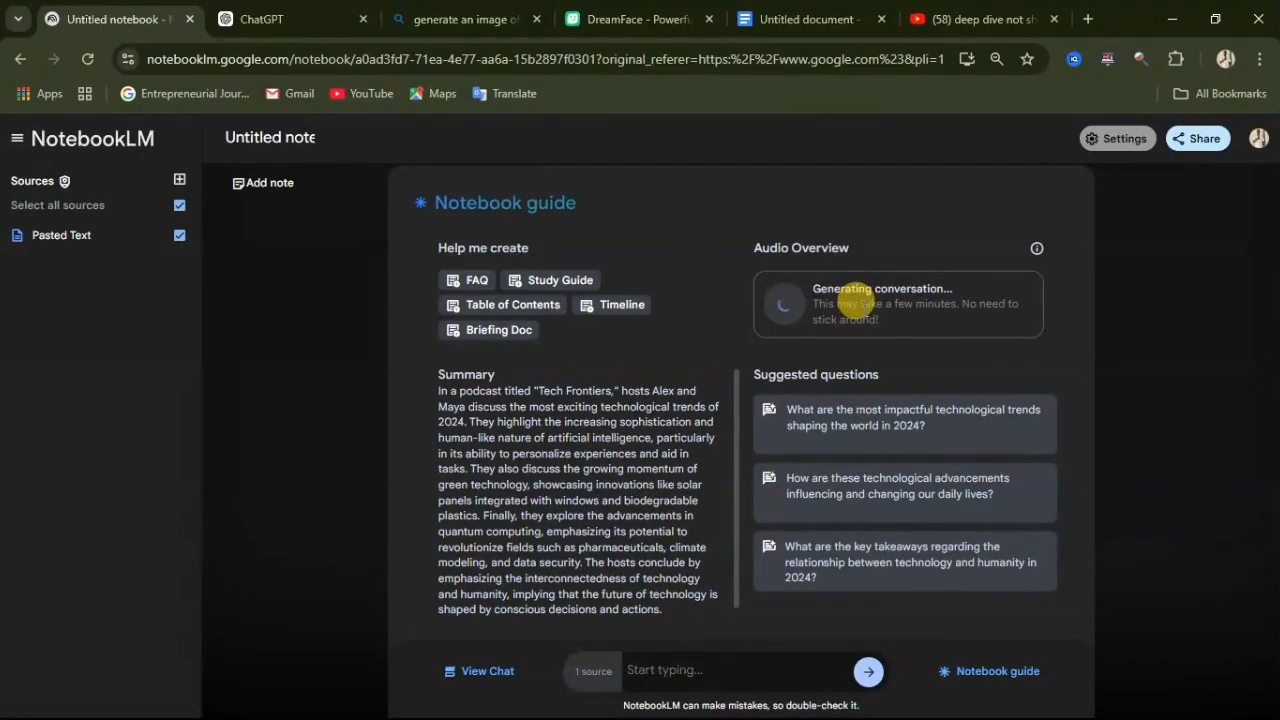 Untitled notebook - N
ChatGPT
generate an image of
DreamFace - Powerfu
Untitled document -
(58) deep dive not sh
notebooklm.google.com/notebook/a0ad3fd7-71ea-4e77-aa6a-15b2897f0301?original_referer=https:%2F%2Fwww.google.com%23&pli=1
Apps
Entrepreneurial Jour...
Gmail
YouTube
Maps
Translate
All Bookmarks
NotebookLM
Untitled note
Settings
Share
Sources
Select all sources
Pasted Text
Add note
Notebook guide
Help me create
FAQ
Study Guide
Table of Contents
Timeline
Briefing Doc
Audio Overview
Generating conversation...
This may take a few minutes. No need to
stick around!
Summary
In a podcast titled "Tech Frontiers," hosts Alex and
Maya discuss the most exciting technological trends of
2024. They highlight the increasing sophistication and
human-like nature of artificial intelligence, particularly
in its ability to personalize experiences and aid in
tasks. They also discuss the growing momentum of
green technology, showcasing innovations like solar
panels integrated with windows and biodegradable
plastics. Finally, they explore the advancements in
quantum computing, emphasizing its potential to
revolutionize fields such as pharmaceuticals, climate
modeling, and data security. The hosts conclude by
emphasizing the interconnectedness of technology
and humanity, implying that the future of technology is
shaped by conscious decisions and actions.
Suggested questions
What are the most impactful technological trends
shaping the world in 2024?
How are these technological advancements
influencing and changing our daily lives?
What are the key takeaways regarding the
relationship between technology and humanity in
2024?
View Chat
1 source
Start typing...
Notebook guide
NotebookLM can make mistakes, so double-check it.